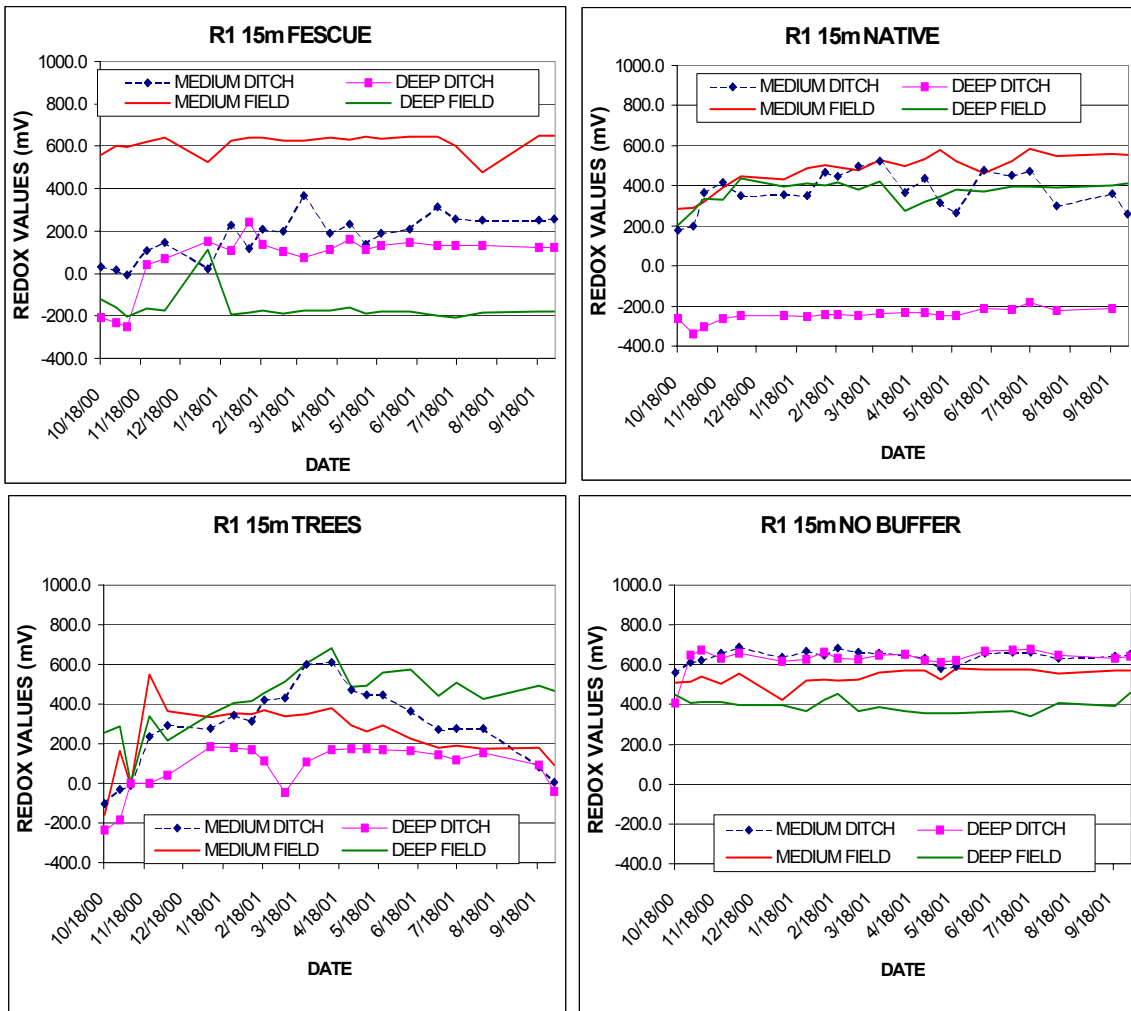 R1 15m FESCUE
REDOX VALUES (mV)
1000.0
800.0
600.0
400.0
200.0
0.0
-200.0
-400.0
MEDIUM DITCH DEEP DITCH
MEDIUM FIELD DEEP FIELD
10/18/00 11/18/00 12/18/00 1/18/01 2/18/01 3/18/01 4/18/01 5/18/01 6/18/01 7/18/01 8/18/01 9/18/01
DATE
R1 15m NATIVE
REDOX VALUES (mV)
1000.0
800.0
600.0
400.0
200.0
0.0
-200.0
-400.0
MEDIUM DITCH DEEP DITCH
MEDIUM FIELD DEEP FIELD
10/18/00 11/18/00 12/18/00 1/18/01 2/18/01 3/18/01 4/18/01 5/18/01 6/18/01 7/18/01 8/18/01 9/18/01
DATE
R1 15m TREES
REDOX VALUES (mV)
1000.0
800.0
600.0
400.0
200.0
0.0
-200.0
-400.0
MEDIUM DITCH DEEP DITCH
MEDIUM FIELD DEEP FIELD
10/18/00 11/18/00 12/18/00 1/18/01 2/18/01 3/18/01 4/18/01 5/18/01 6/18/01 7/18/01 8/18/01 9/18/01
DATE
R1 15m NO BUFFER
REDOX VALUES (mV)
1000.0
800.0
600.0
400.0
200.0
0.0
-200.0
-400.0
MEDIUM DITCH DEEP DITCH
MEDIUM FIELD DEEP FIELD
10/18/00 11/18/00 12/18/00 1/18/01 2/18/01 3/18/01 4/18/01 5/18/01 6/18/01 7/18/01 8/18/01 9/18/01
DATE